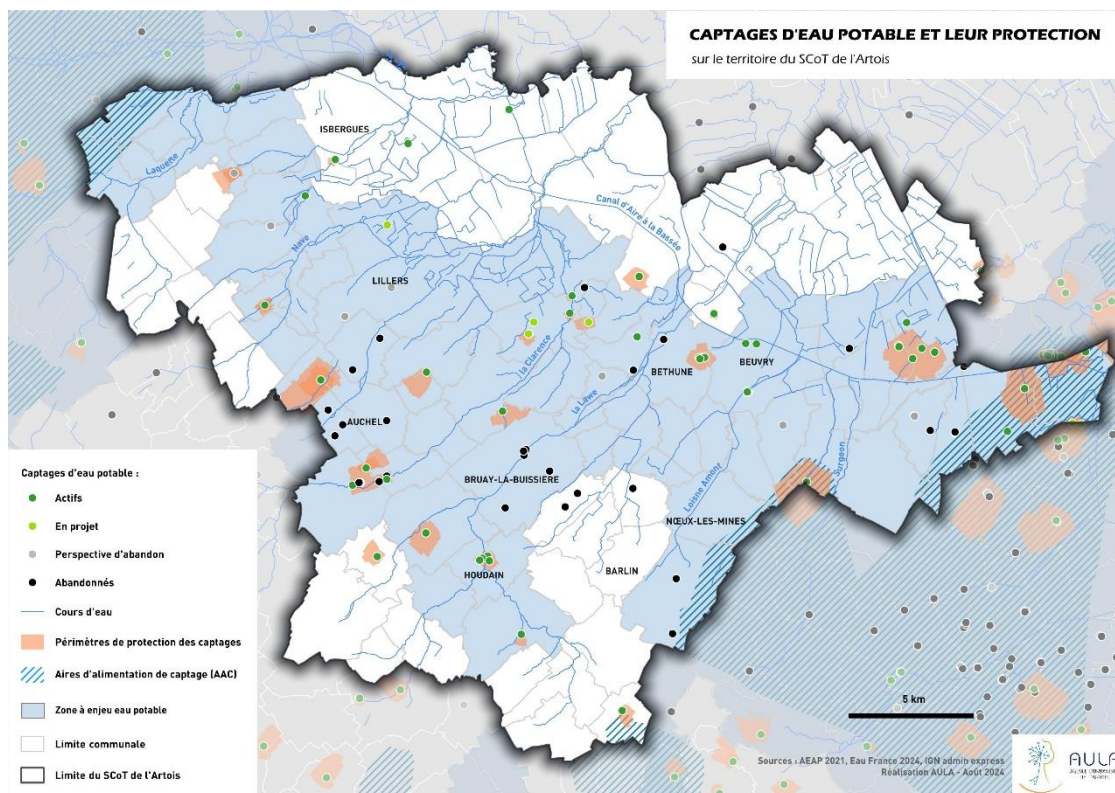 CAPTAGES D'EAU POTABLE ET LEUR PROTECTION
sur le territoire du SCoT de l'Artois
ISBERGUES
Laquette
Canal d'Aire à la Bassée
Nave
LILLERS
la Clarence
la Lawe
BETHUNE
BEUVRY
AUCHEL
BRUAY-LA-BUISSIERE
Loisne Amont
Surgeon
NŒUX-LES-MINES
HOUDAIN
BARLIN
Captages d'eau potable :
Actifs
En projet
Perspective d'abandon
Abandonnés
Cours d'eau
Périmètres de protection des captages
Aires d'alimentation de captage (AAC)
Zone à enjeu eau potable
Limite communale
Limite du SCoT de l'Artois
5 km
Sources : AEAP 2021, Eau France 2024, IGN admin express
Réalisation AULA - Août 2024
AULA